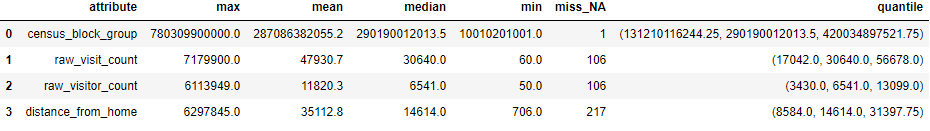 attribute max mean median min miss_NA quantile
0 census_block_group 780309900000.0 287086382055.2 290190012013.5 10010201001.0 1 (131210116244.25, 290190012013.5, 420034897521.75)
1 raw_visit_count 7179900.0 47930.7 30640.0 60.0 106 (17042.0, 30640.0, 56678.0)
2 raw_visitor_count 6113949.0 11820.3 6541.0 50.0 106 (3430.0, 6541.0, 13099.0)
3 distance_from_home 6297845.0 35112.8 14614.0 706.0 217 (8584.0, 14614.0, 31397.75)